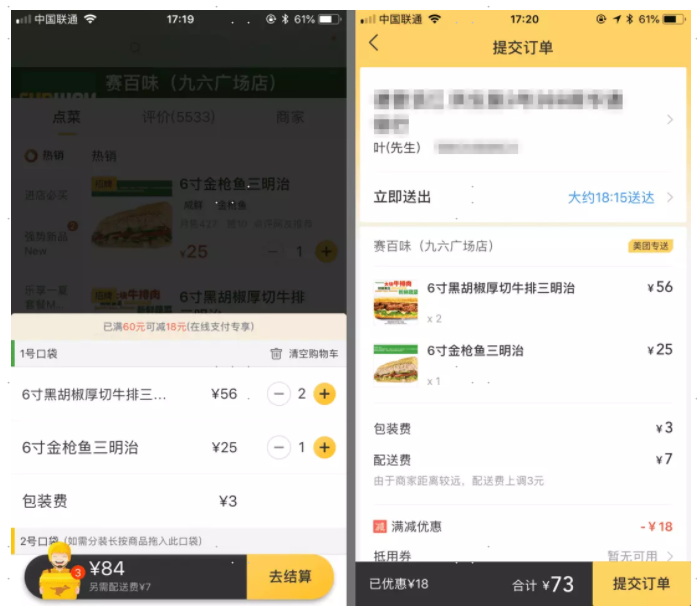 中国联通
17:19
61%
赛百味（九六广场店）
点菜
评价(5533)
商家
热销
热销
进店必买
强势新品
New
2
乐享一夏
套餐M...
招牌
6寸金枪鱼三明治
咸鲜
金枪鱼
¥25
1
招牌
6寸黑胡椒厚切牛排三
已满60元可减18元(在线支付专享)
1号口袋
清空购物车
6寸黑胡椒厚切牛排三...
¥56
2
6寸金枪鱼三明治
¥25
1
包装费
¥3
2号口袋 (如需分装长按商品拖入此口袋)
3
¥84
另需配送费¥7
去结算
中国联通
17:20
61%
提交订单
叶(先生)
立即送出
大约18:15送达
赛百味（九六广场店）
美团专送
6寸黑胡椒厚切牛排三明治
¥56
x 2
6寸金枪鱼三明治
¥25
x 1
包装费
¥3
配送费
¥7
由于商家距离较远，配送费上调3元
减 满减优惠
-¥18
抵用券
暂无可用
已优惠¥18
合计 ¥73
提交订单